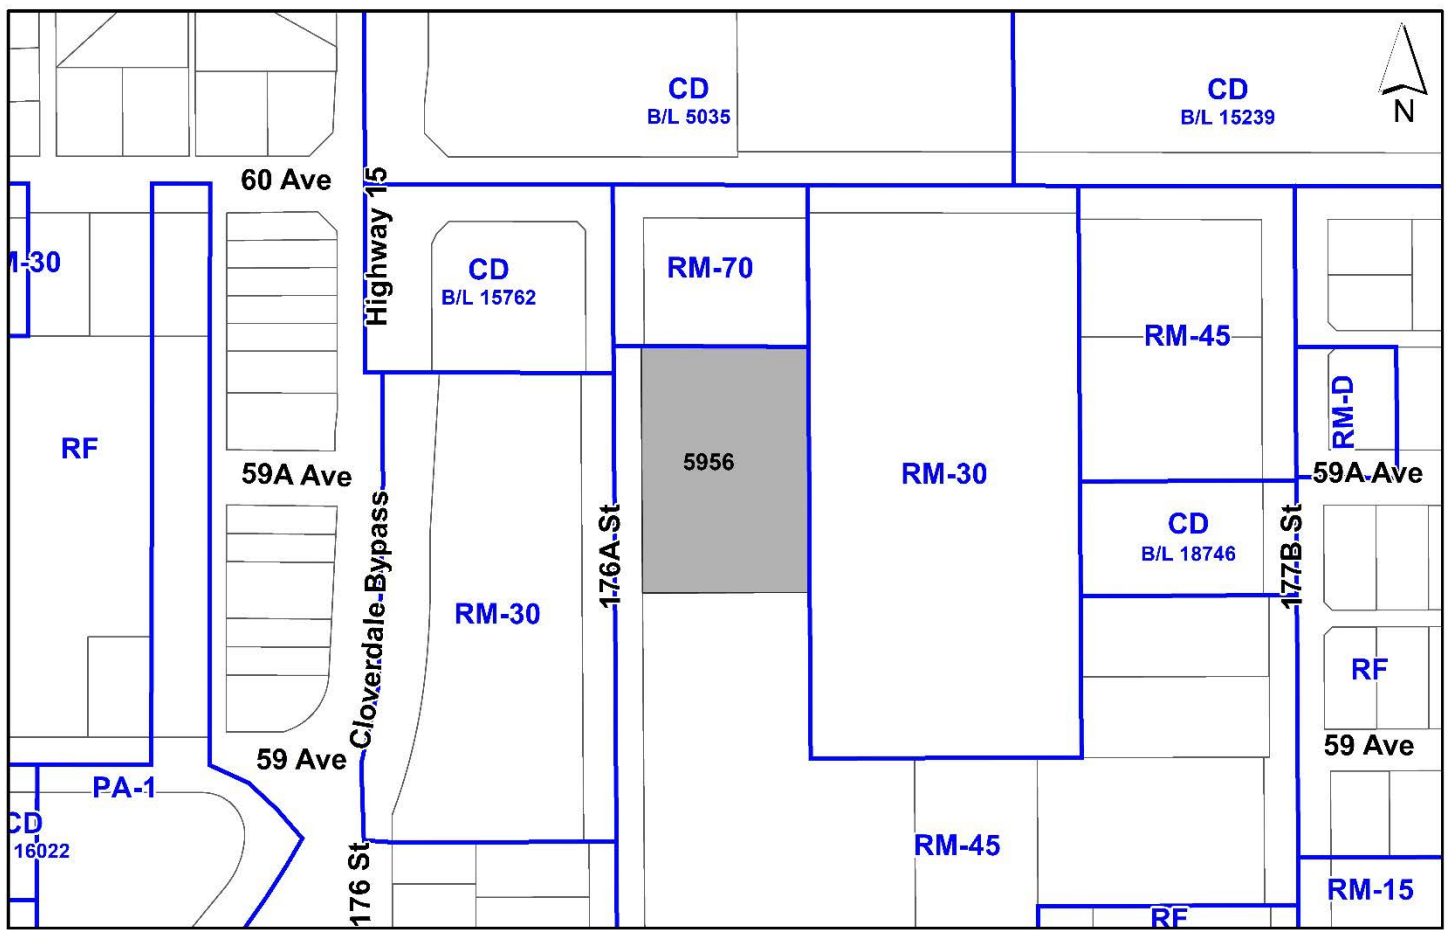 CD
B/L 5035
CD
B/L 15239
N
60 Ave
Highway 15
M-30
CD
B/L 15762
RM-70
RM-45
RM-D
RF
59A Ave
5956
RM-30
59A Ave
Cloverdale Bypass
176A St
CD
B/L 18746
177B St
RM-30
RF
59 Ave
59 Ave
PA-1
CD
16022
176 St
RM-45
RM-15
RF